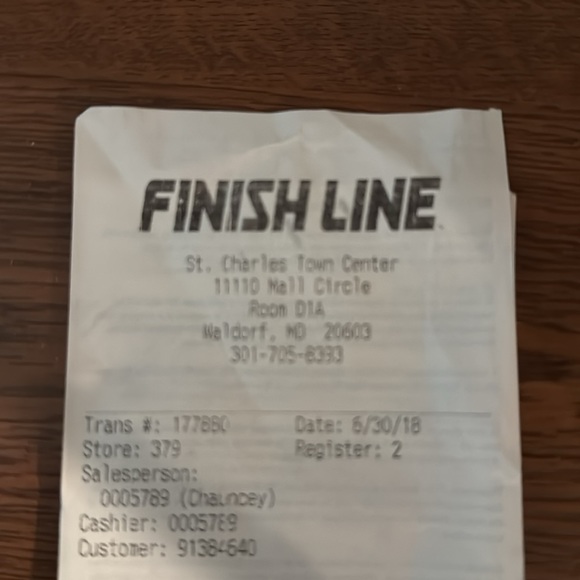 FINISH LINE
St. Charles Town Center
11110 Mall Circle
Room D1A
Waldorf, MD 20603
301-705-8393
Trans #: 177880 Date: 6/30/18
Store: 379 Register: 2
Salesperson:
0005789 (Chauncey)
Cashier: 0005789
Customer: 91384640